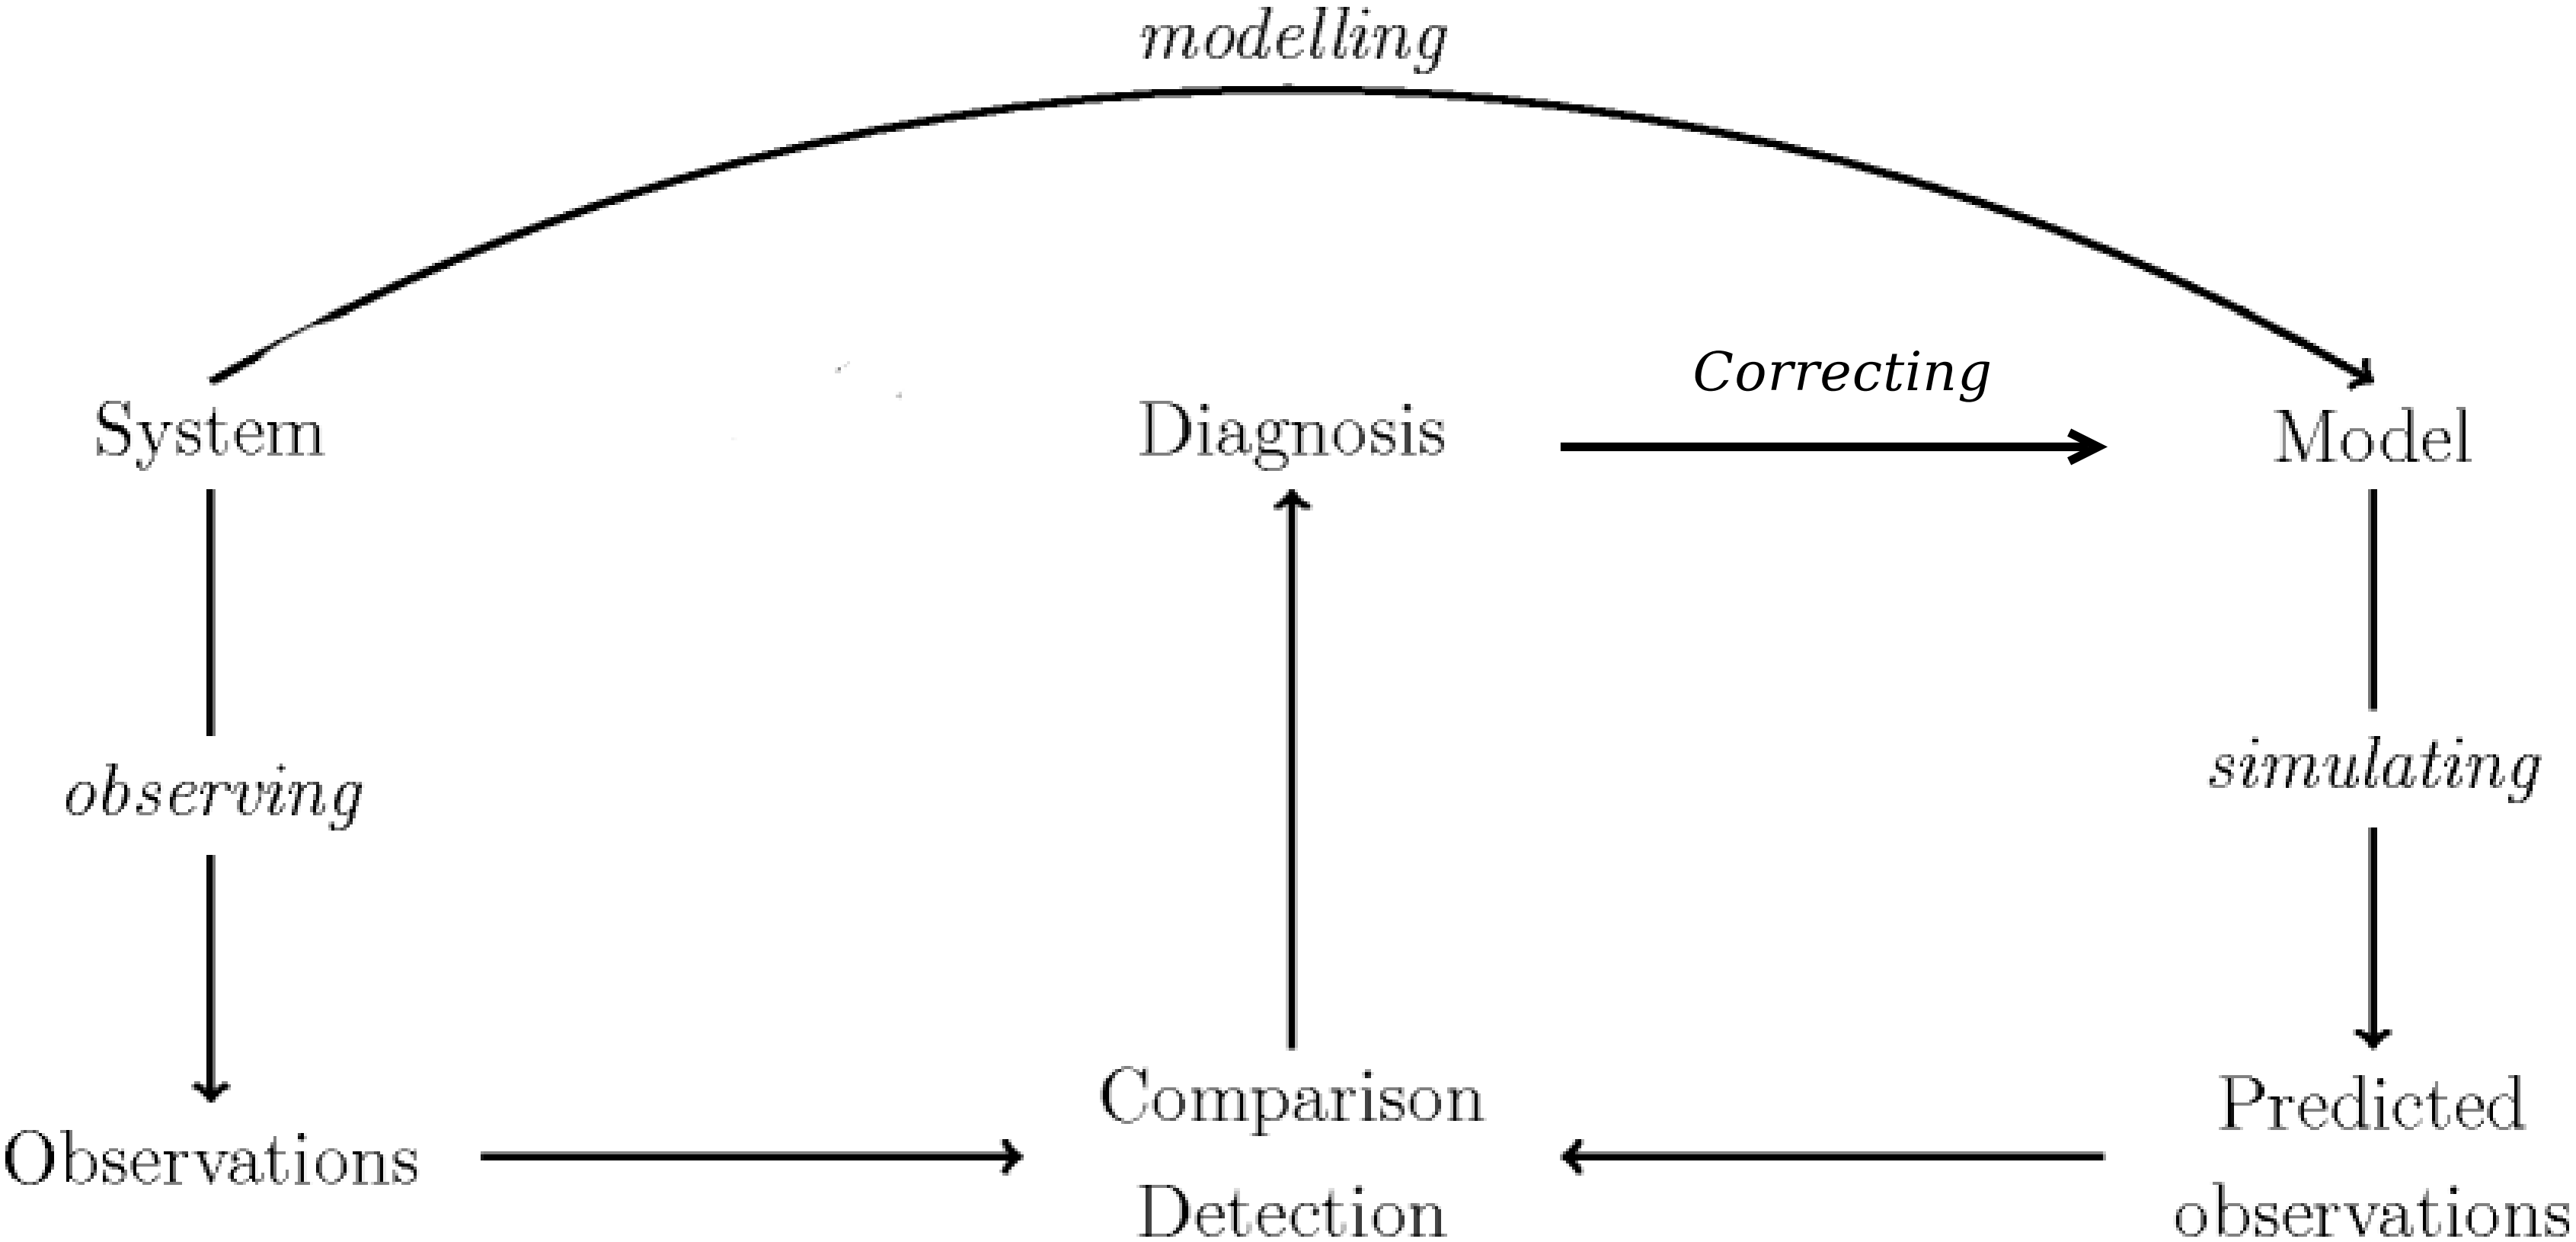 modelling
Correcting
System
Diagnosis
Model
observing
simulating
Observations
Comparison
Detection
Predicted
observations